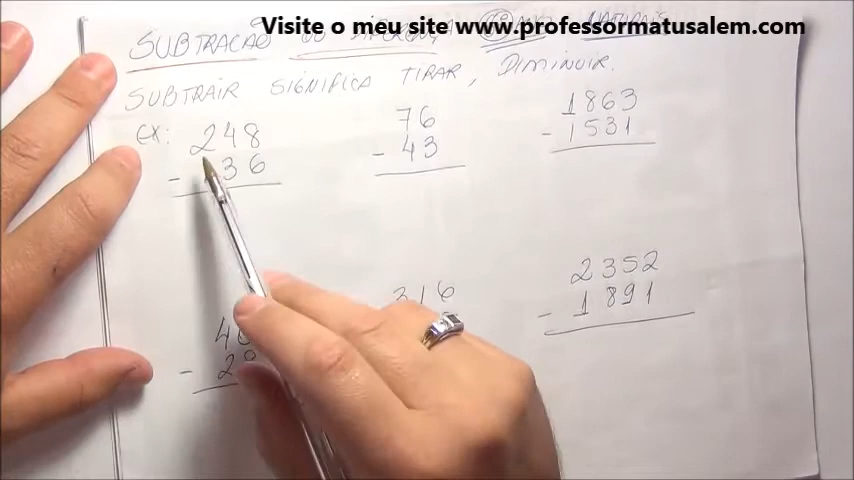 Visite o meu site www.professormatusalem.com
SUBTRAÇÃO
SUBTRAIR SIGNIFICA TIRAR, DIMINUIR.
EX: 248 76 1863
- 36 - 43 - 1531
316 2352
- 1891